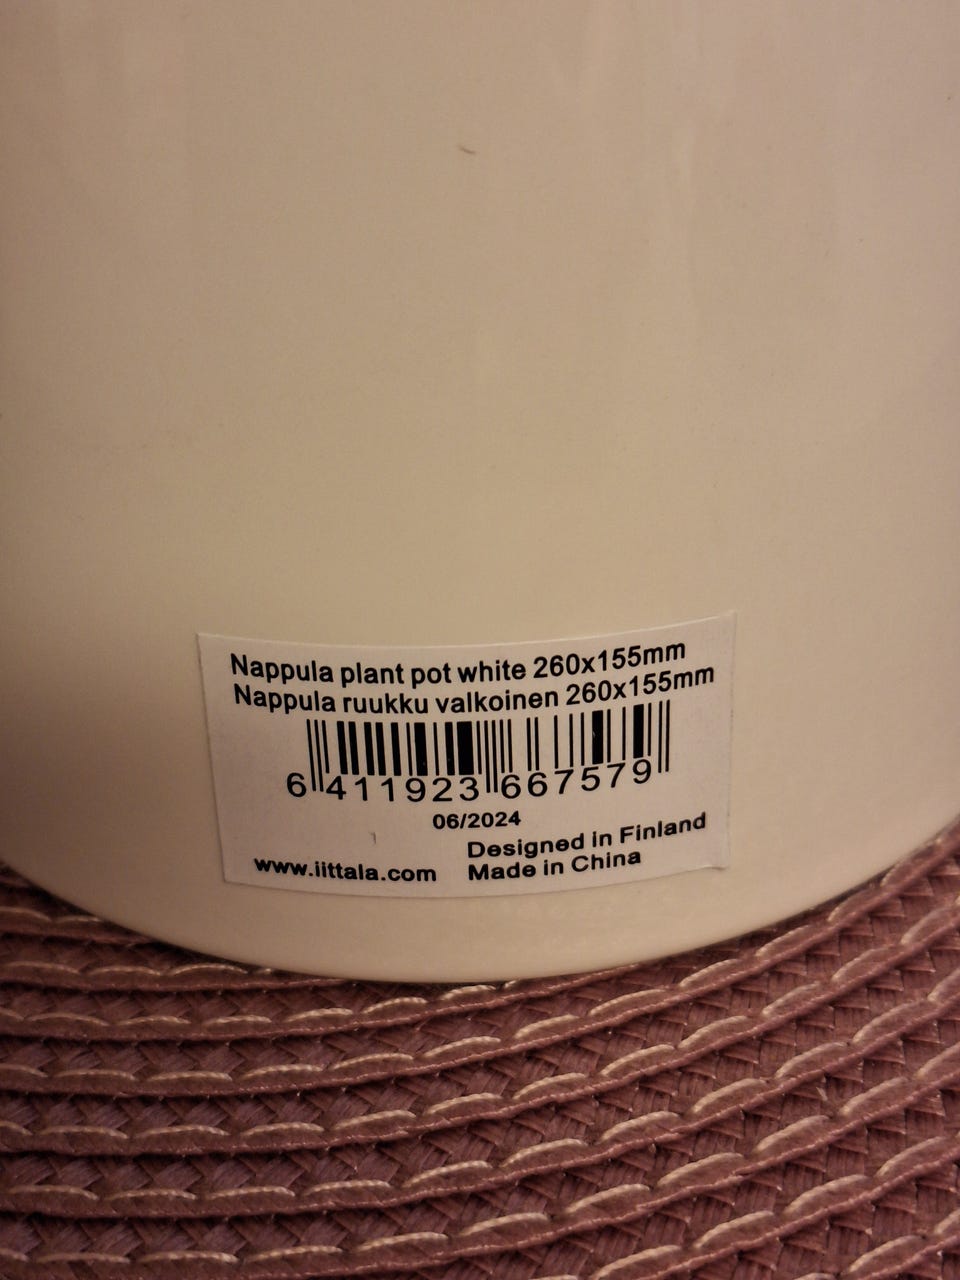 Nappula plant pot white 260x155mm
Nappula ruukku valkoinen 260x155mm
6 411923 667579
06/2024
Designed in Finland
www.iittala.com Made in China